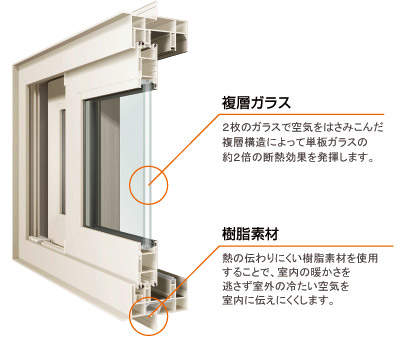 複層ガラス
2枚のガラスで空気をはさみこんだ
複層構造によって単板ガラスの
約2倍の断熱効果を発揮します。
樹脂素材
熱の伝わりにくい樹脂素材を使用
することで、室内の暖かさを
逃さず室外の冷たい空気を
室内に伝えにくくします。